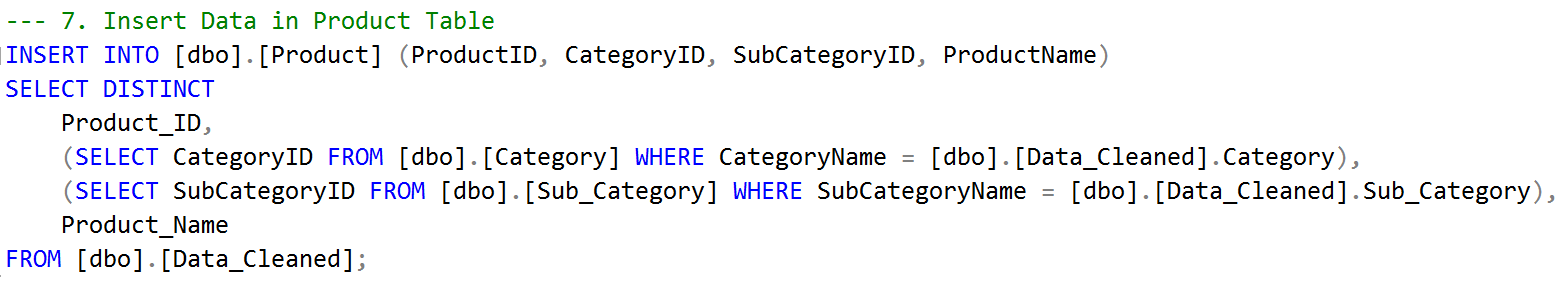 --- 7. Insert Data in Product Table
INSERT INTO [dbo].[Product] (ProductID, CategoryID, SubCategoryID, ProductName)
SELECT DISTINCT
    Product_ID,
    (SELECT CategoryID FROM [dbo].[Category] WHERE CategoryName = [dbo].[Data_Cleaned].Category),
    (SELECT SubCategoryID FROM [dbo].[Sub_Category] WHERE SubCategoryName = [dbo].[Data_Cleaned].Sub_Category),
    Product_Name
FROM [dbo].[Data_Cleaned];